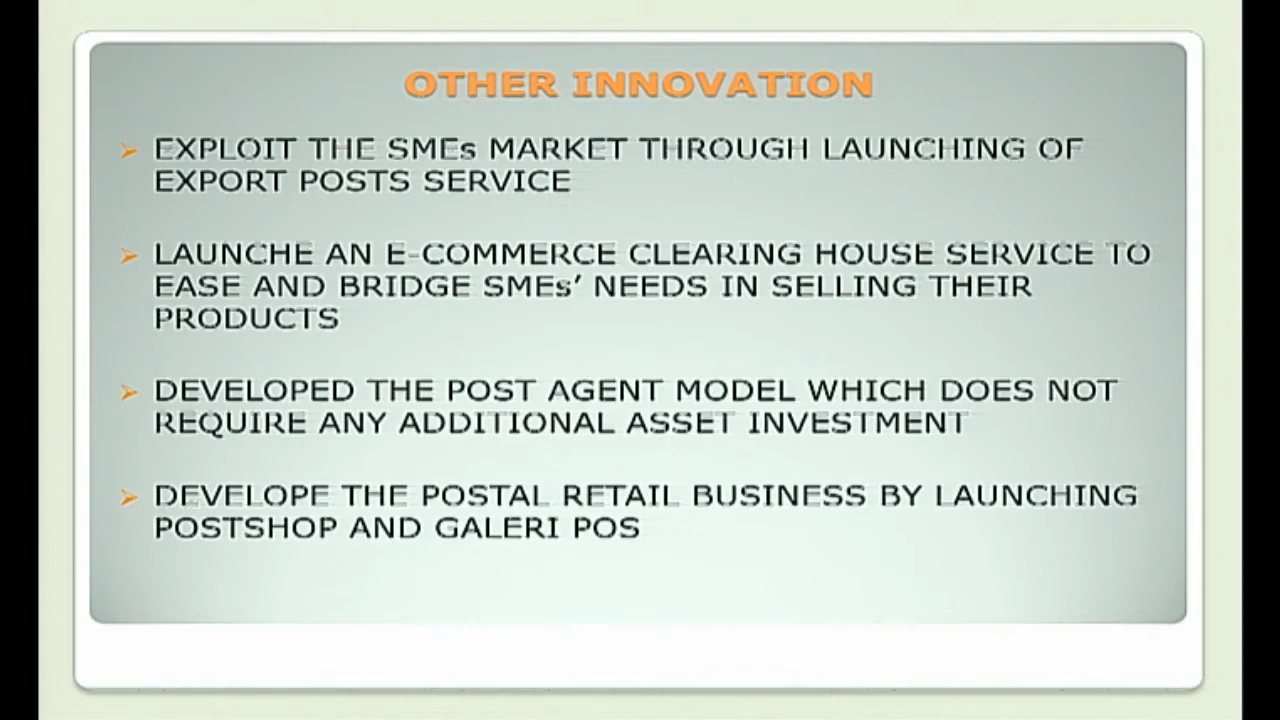 OTHER INNOVATION
EXPLOIT THE SMEs MARKET THROUGH LAUNCHING OF
EXPORT POSTS SERVICE
LAUNCHE AN E-COMMERCE CLEARING HOUSE SERVICE TO
EASE AND BRIDGE SMEs’ NEEDS IN SELLING THEIR
PRODUCTS
DEVELOPED THE POST AGENT MODEL WHICH DOES NOT
REQUIRE ANY ADDITIONAL ASSET INVESTMENT
DEVELOPE THE POSTAL RETAIL BUSINESS BY LAUNCHING
POSTSHOP AND GALERI POS